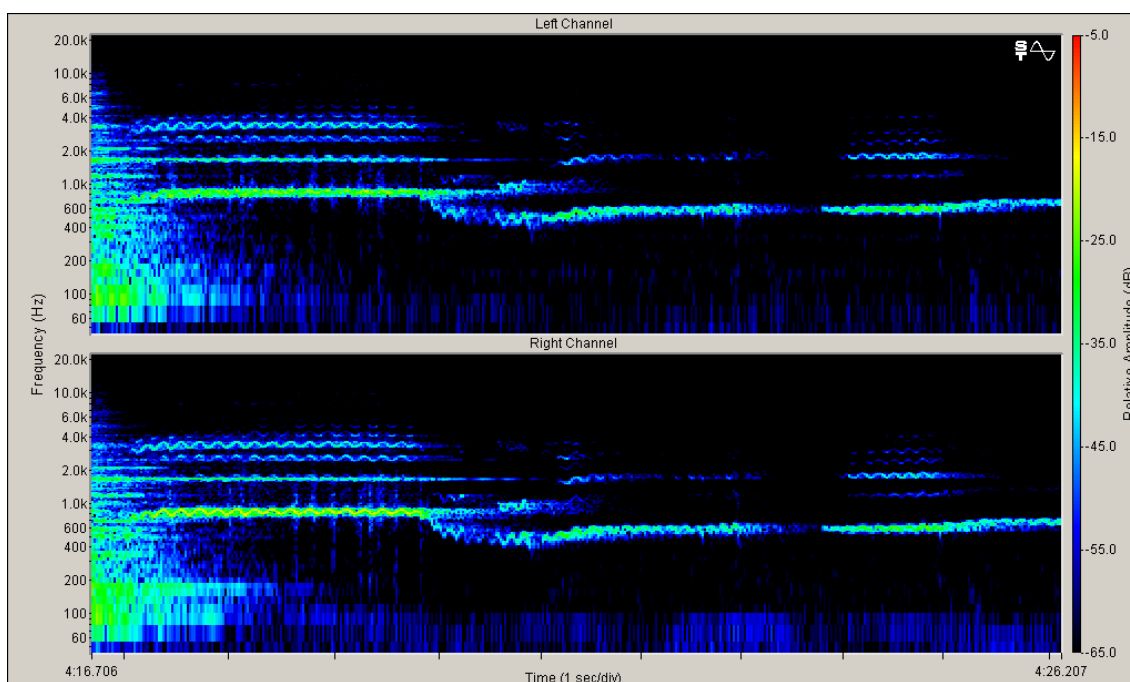 Left Channel
20.0k
10.0k
6.0k
4.0k
2.0k
1.0k
600
400
200
100
60
S
T
-5.0
-15.0
-25.0
-35.0
-45.0
-55.0
-65.0
Frequency (Hz)
Relative Amplitude (dB)
Right Channel
20.0k
10.0k
6.0k
4.0k
2.0k
1.0k
600
400
200
100
60
4:16.706
Time (1 sec/div)
4:26.207